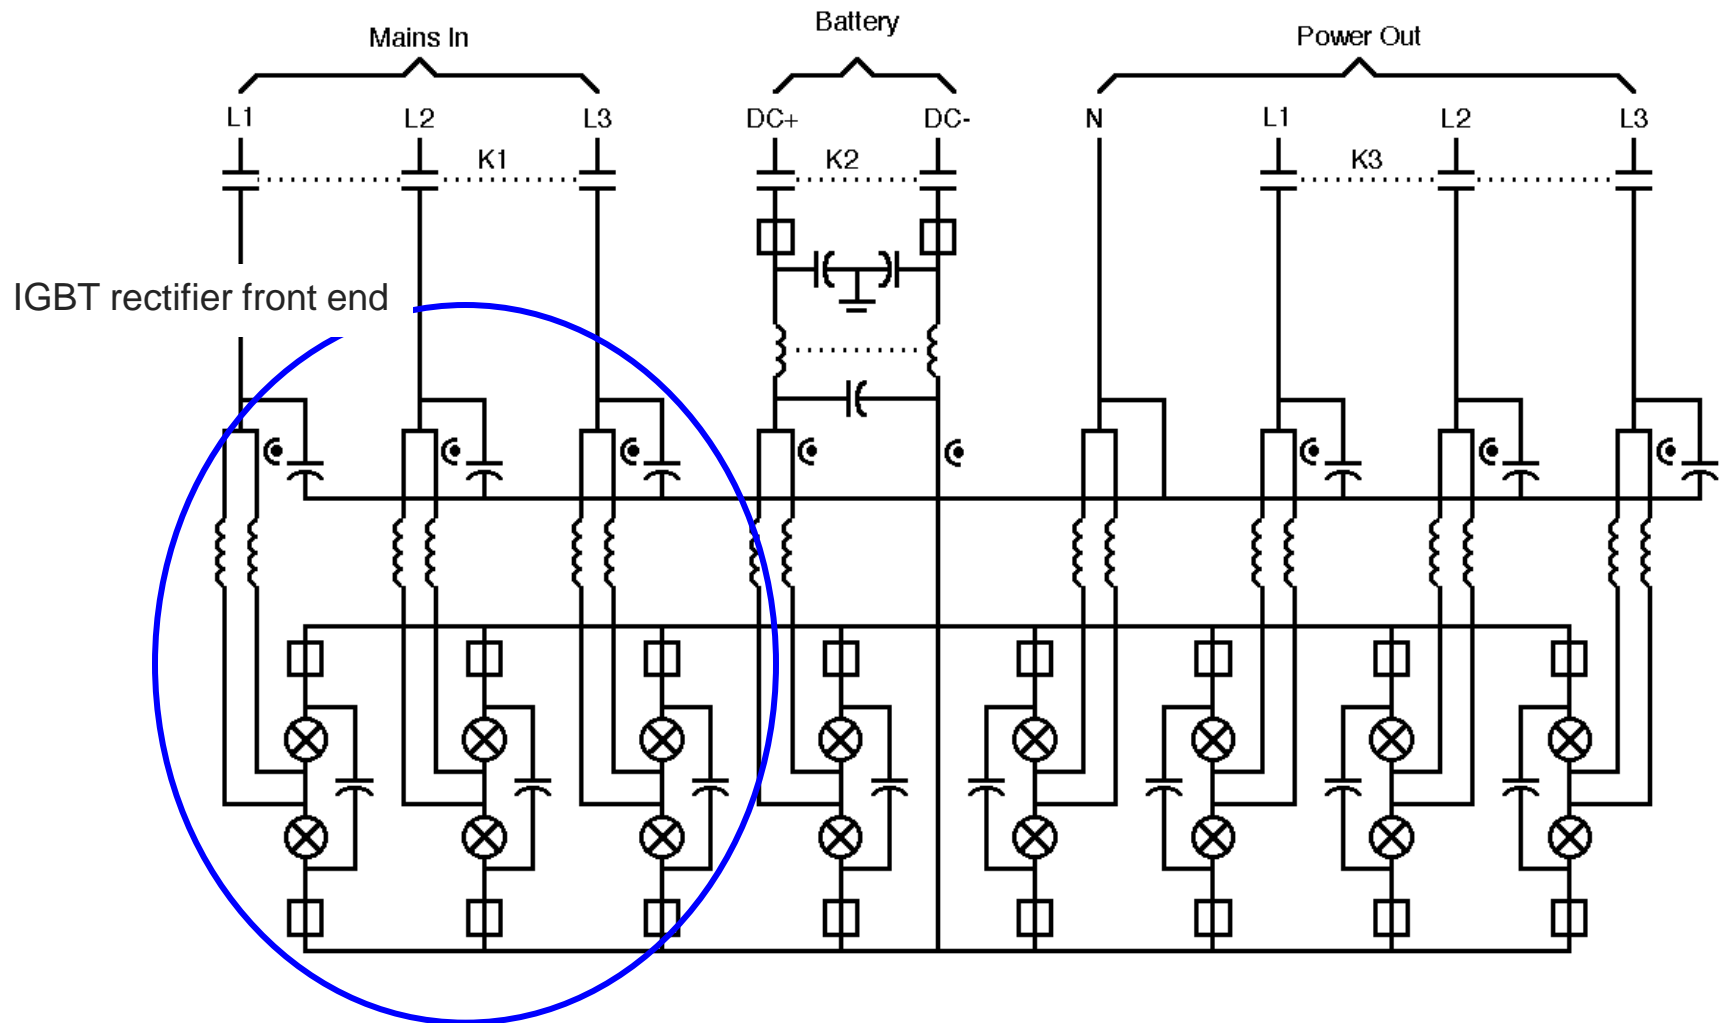 Mains In
Battery
Power Out
L1 L2 L3 DC+ DC- N L1 L2 L3
K1 K2 K3
IGBT rectifier front end